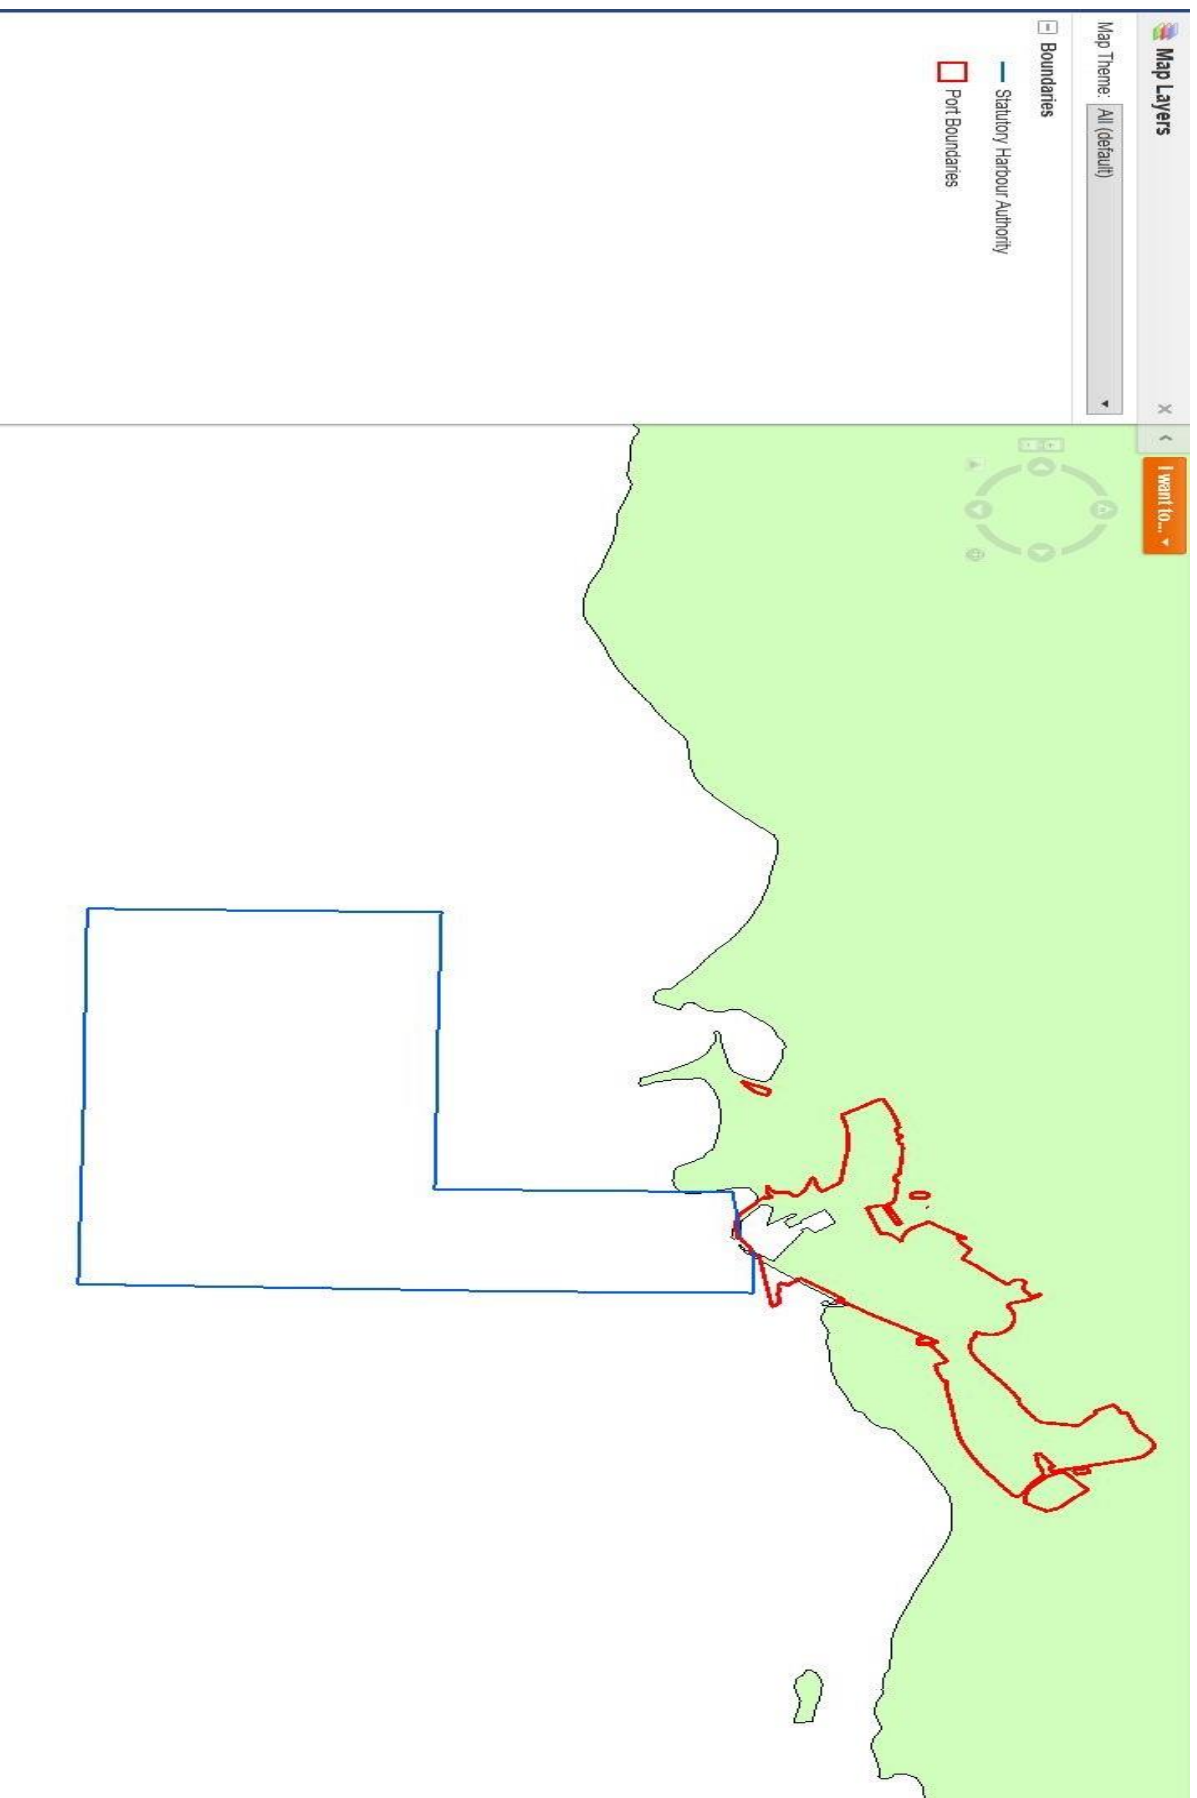 Map Layers
Map Theme: All (default)
Boundaries
Statutory Harbour Authority
Port Boundaries
I want to...